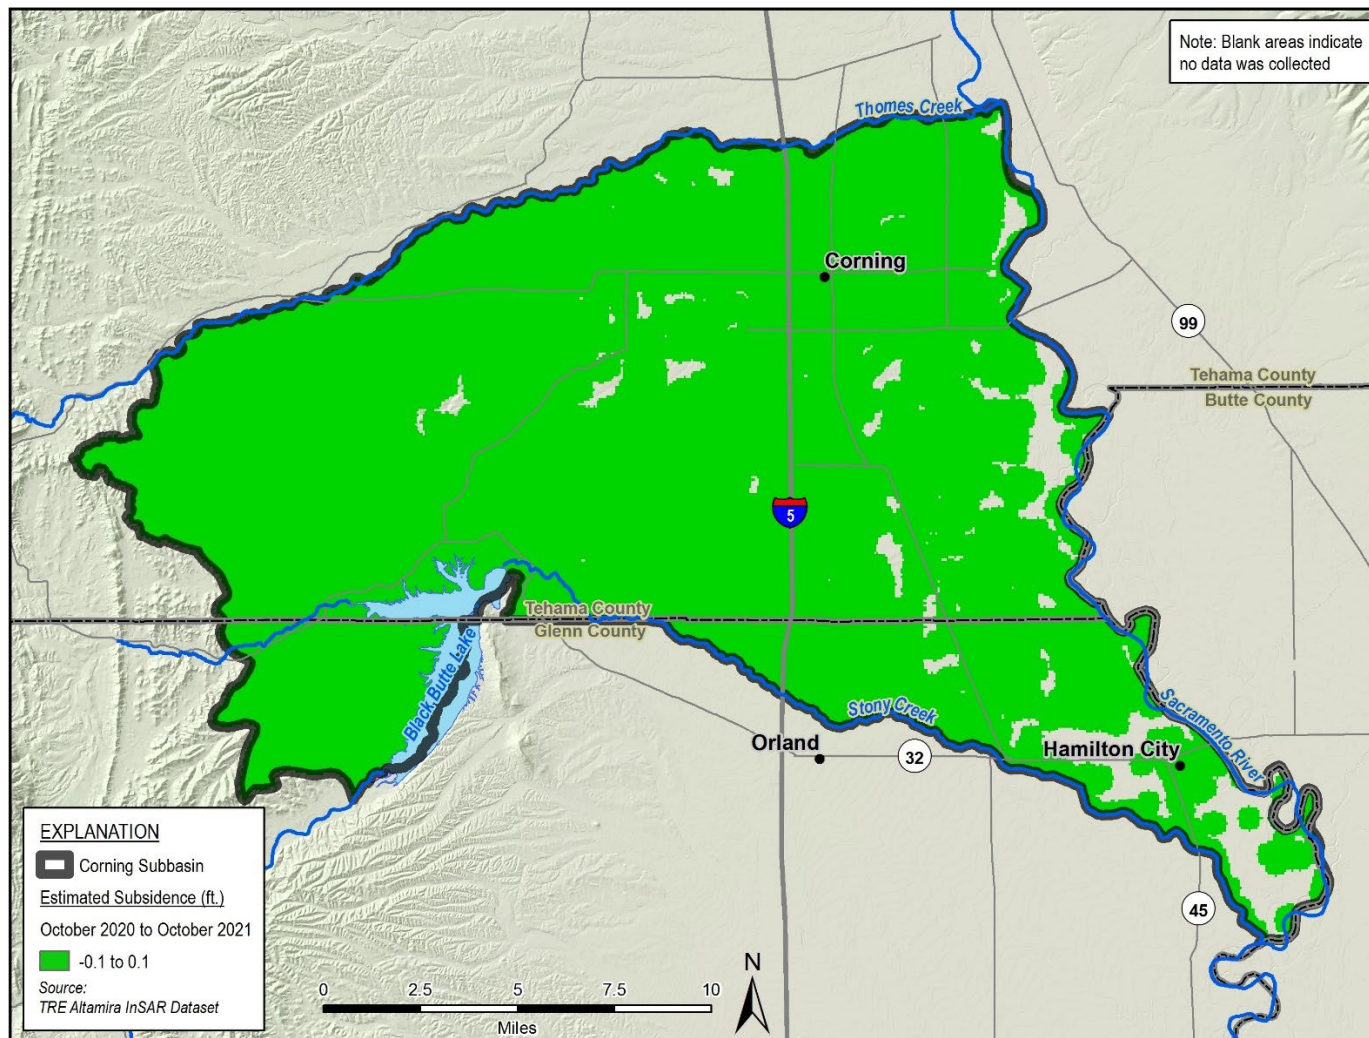 Note: Blank areas indicate
no data was collected
Thomes Creek
Corning
99
Tehama County
Butte County
5
Tehama County
Glenn County
Black Butte Lake
Stony Creek
Sacramento River
Orland
32
Hamilton City
45
EXPLANATION
Corning Subbasin
Estimated Subsidence (ft.)
October 2020 to October 2021
-0.1 to 0.1
Source:
TRE Altamira InSAR Dataset
0 2.5 5 7.5 10
Miles
N